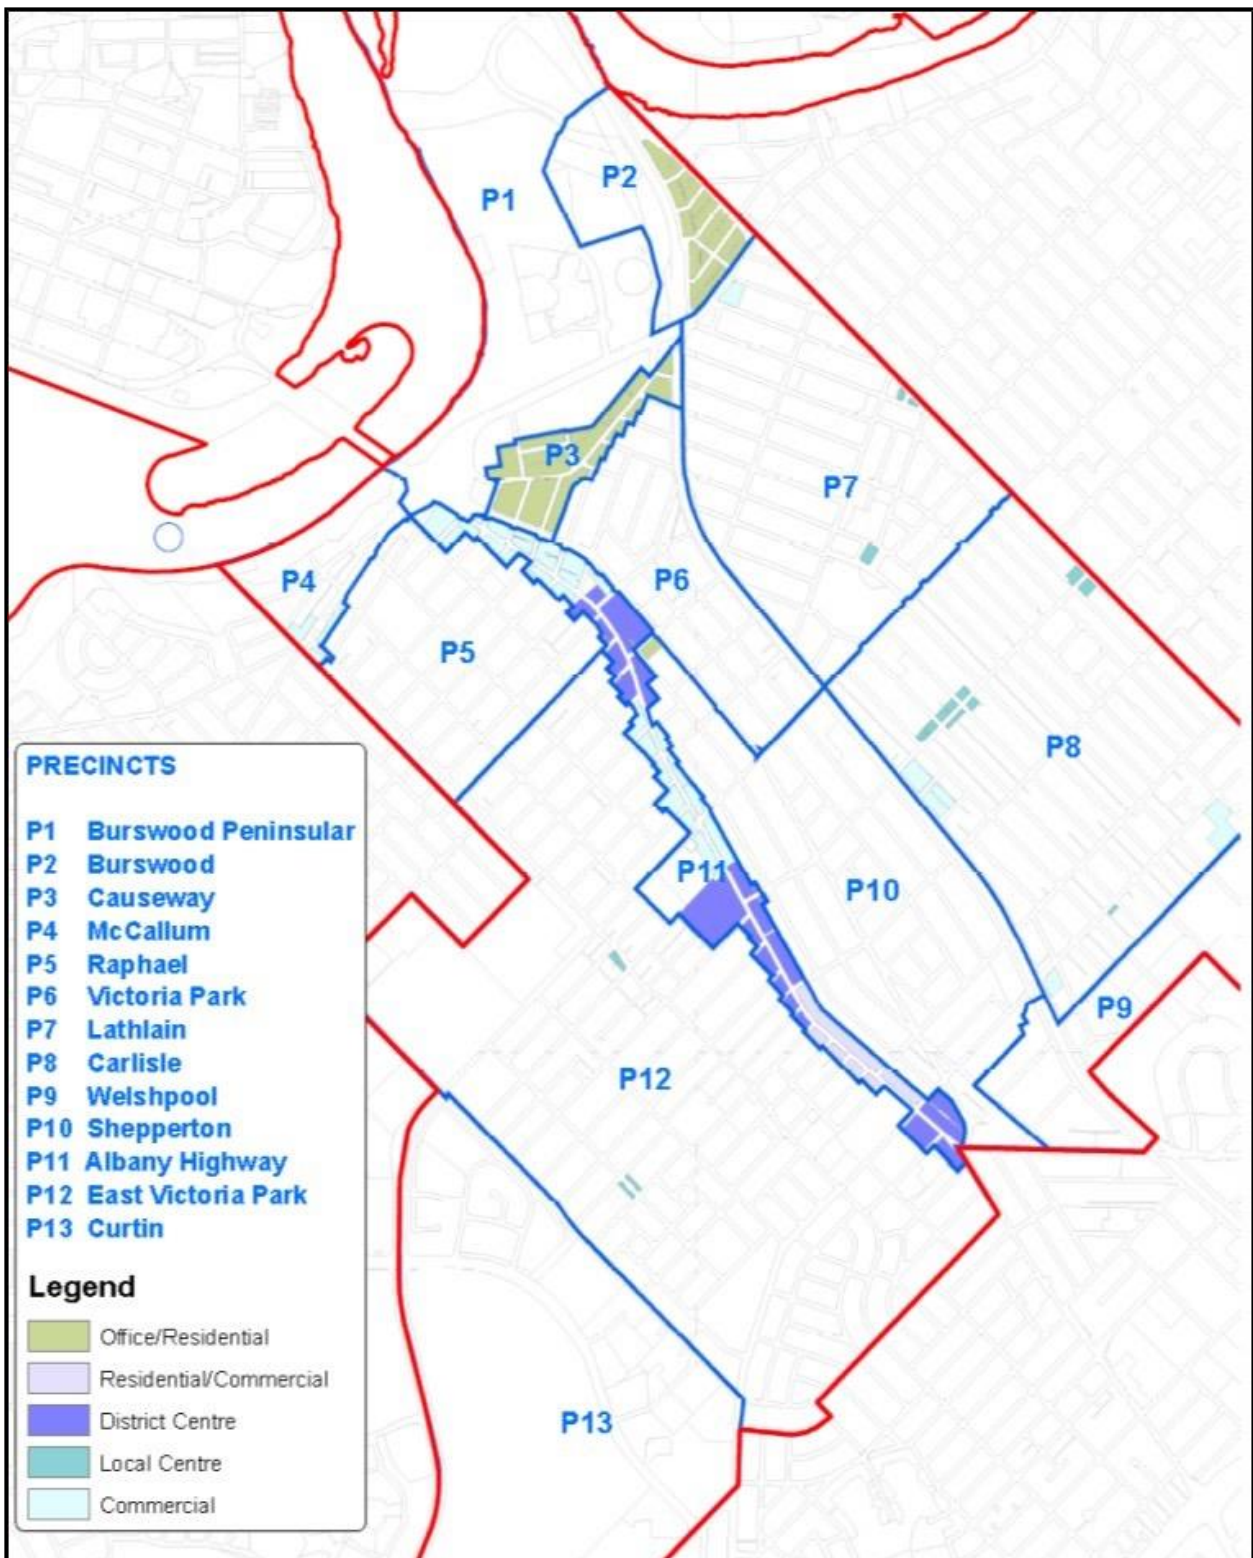 P1
P2
P3
P7
P4
P6
P5
P8
P11
P10
P9
P12
P13
PRECINCTS
P1 Burswood Peninsular
P2 Burswood
P3 Causeway
P4 McCallum
P5 Raphael
P6 Victoria Park
P7 Lathlain
P8 Carlisle
P9 Welshpool
P10 Shepperton
P11 Albany Highway
P12 East Victoria Park
P13 Curtin
Legend
Office/Residential
Residential/Commercial
District Centre
Local Centre
Commercial